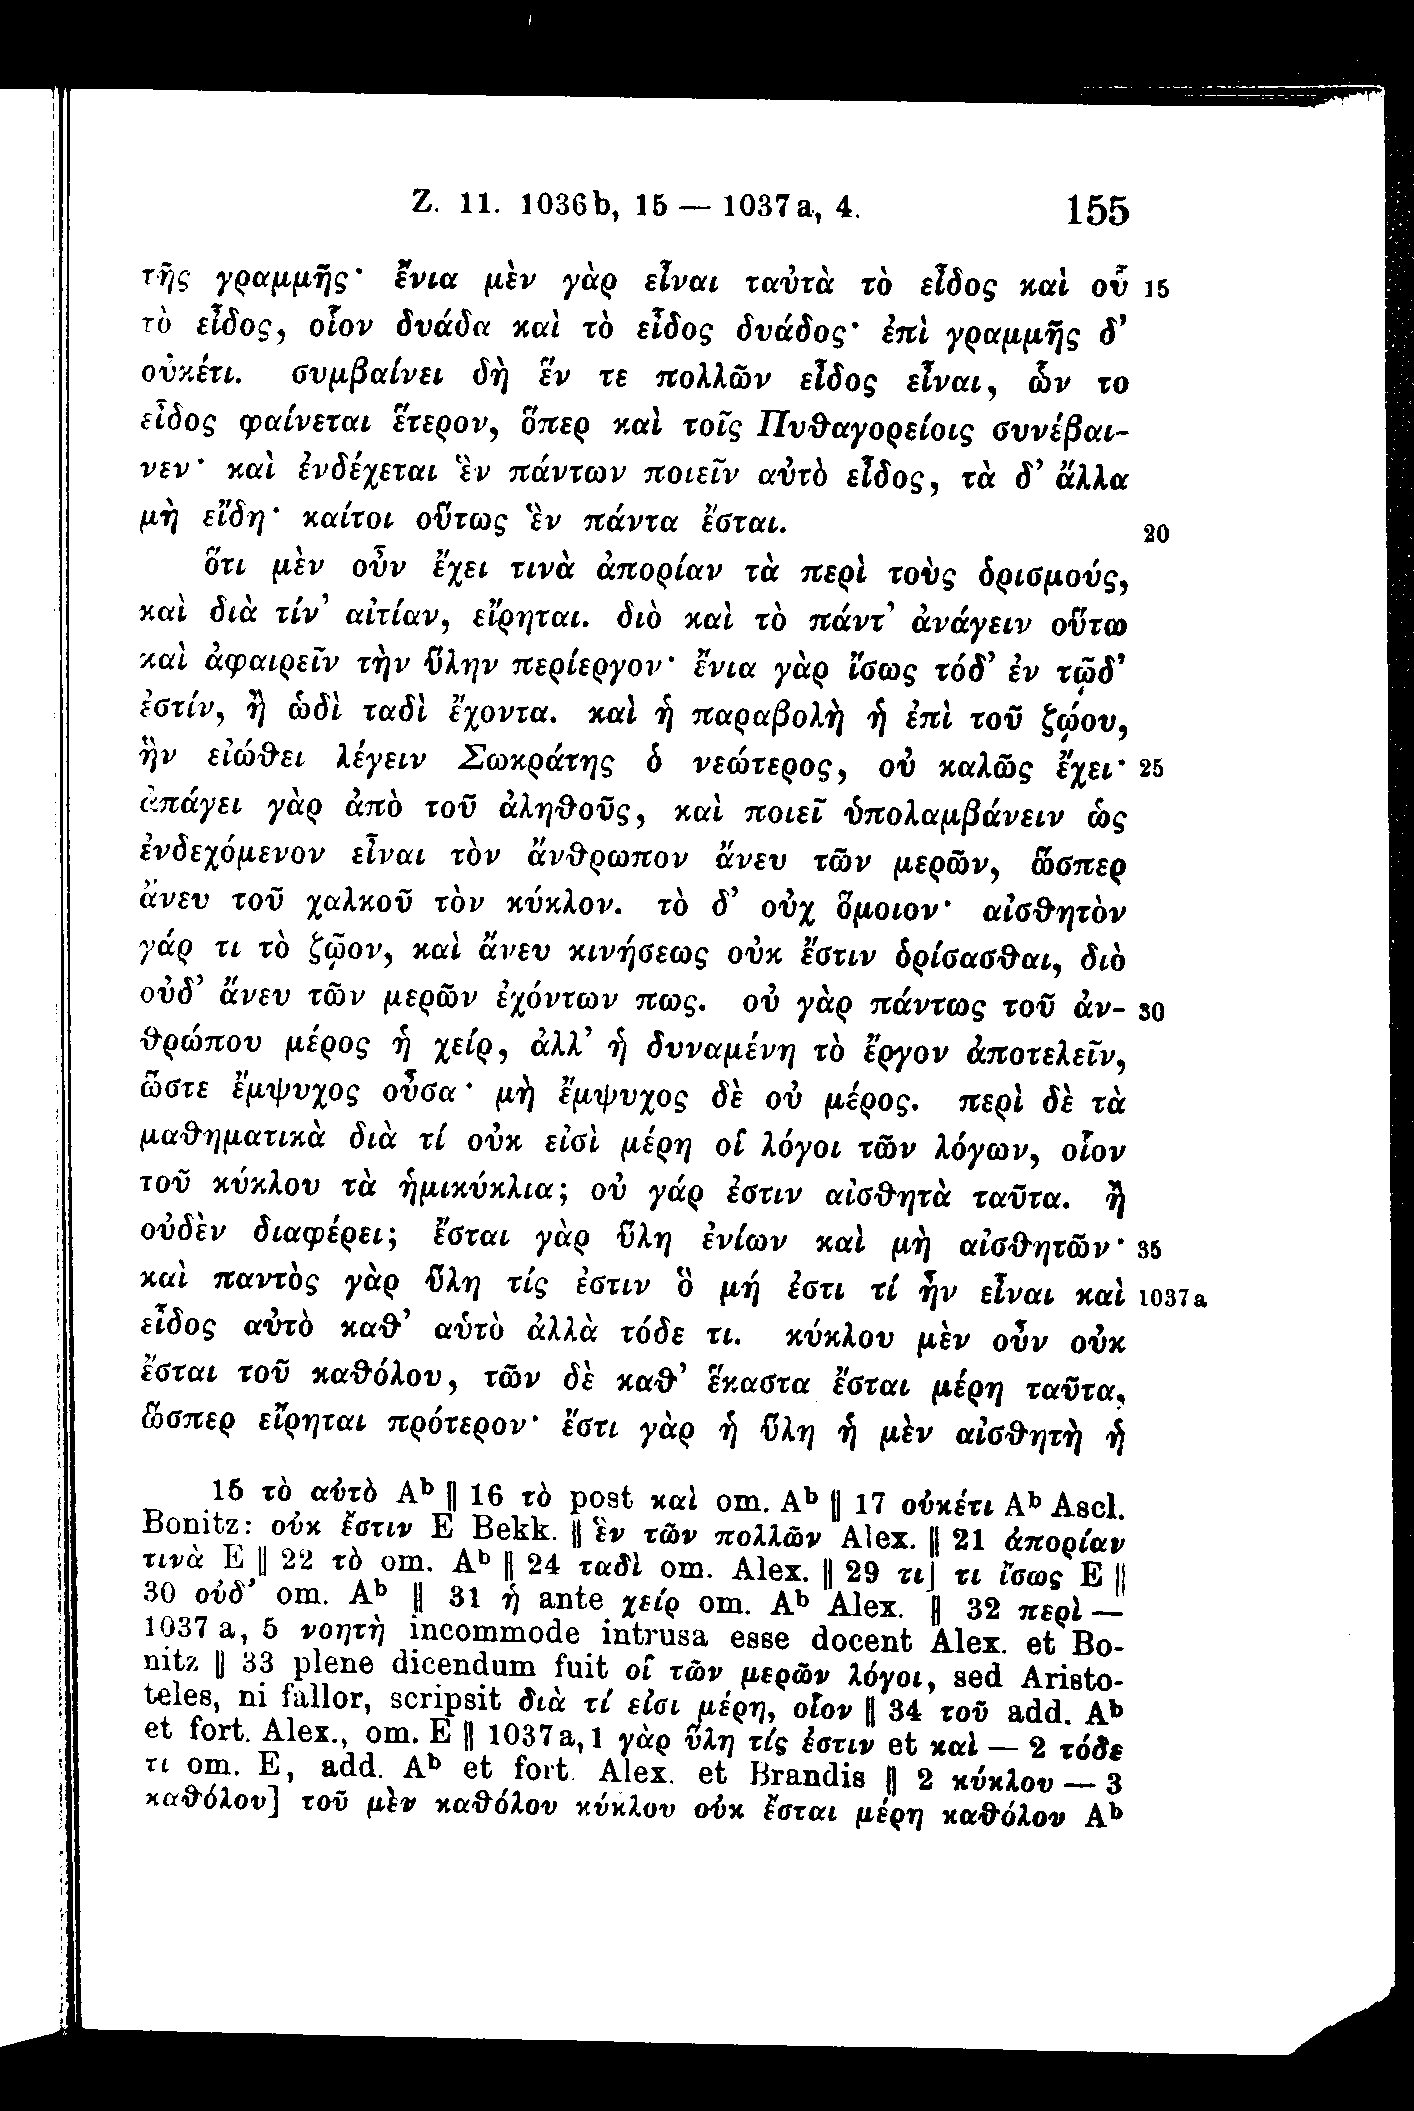 Z. 11. 1036b, 15 — 1037a, 4. 155
τῆς γραμμῆς· ἔνια μὲν γὰρ εἶναι ταὐτὰ τὸ εἶδος καὶ οὗ 15
τὸ εἶδος, οἷον δυάδα καὶ τὸ εἶδος δυάδος· ἐπὶ γραμμῆς δ’
οὐκέτι. συμβαίνει δὴ ἕν τε πολλῶν εἶδος εἶναι, ὧν το
εἶδος φαίνεται ἕτερον, ὅπερ καὶ τοῖς Πυθαγορείοις συνέβαι-
νεν· καὶ ἐνδέχεται ἓν πάντων ποιεῖν αὐτὸ εἶδος, τὰ δ’ ἄλλα
μὴ εἴδη· καίτοι οὕτως ἓν πάντα ἔσται. 20
ὅτι μὲν οὖν ἔχει τινὰ ἀπορίαν τὰ περὶ τοὺς ὁρισμούς,
καὶ διὰ τίν’ αἰτίαν, εἴρηται. διὸ καὶ τὸ πάντ’ ἀνάγειν οὕτω
καὶ ἀφαιρεῖν τὴν ὕλην περίεργον· ἔνια γὰρ ἴσως τόδ’ ἐν τῷδ’
ἐστίν, ἢ ὡδὶ ταδὶ ἔχοντα. καὶ ἡ παραβολὴ ἡ ἐπὶ τοῦ ζῴου,
ἣν εἰώθει λέγειν Σωκράτης ὁ νεώτερος, οὐ καλῶς ἔχει· 25
ἀπάγει γὰρ ἀπὸ τοῦ ἀληθοῦς, καὶ ποιεῖ ὑπολαμβάνειν ὡς
ἐνδεχόμενον εἶναι τὸν ἄνθρωπον ἄνευ τῶν μερῶν, ὥσπερ
ἄνευ τοῦ χαλκοῦ τὸν κύκλον. τὸ δ’ οὐχ ὅμοιον· αἰσθητὸν
γάρ τι τὸ ζῷον, καὶ ἄνευ κινήσεως οὐκ ἔστιν ὁρίσασθαι, διὸ
οὐδ’ ἄνευ τῶν μερῶν ἐχόντων πως. οὐ γὰρ πάντως τοῦ ἀν- 30
θρώπου μέρος ἡ χείρ, ἀλλ’ ἡ δυναμένη τὸ ἔργον ἀποτελεῖν,
ὥστε ἔμψυχος οὖσα· μὴ ἔμψυχος δὲ οὐ μέρος. περὶ δὲ τὰ
μαθηματικὰ διὰ τί οὐκ εἰσὶ μέρη οἱ λόγοι τῶν λόγων, οἷον
τοῦ κύκλου τὰ ἡμικύκλια; οὐ γάρ ἐστιν αἰσθητὰ ταῦτα. ἢ
οὐδὲν διαφέρει; ἔσται γὰρ ὕλη ἐνίων καὶ μὴ αἰσθητῶν· 35
καὶ παντὸς γὰρ ὕλη τίς ἐστιν ὃ μή ἐστι τί ἦν εἶναι καὶ 1037a
εἶδος αὐτὸ καθ’ αὑτὸ ἀλλὰ τόδε τι. κύκλου μὲν οὖν οὐκ
ἔσται τοῦ καθόλου, τῶν δὲ καθ’ ἕκαστα ἔσται μέρη ταῦτα,
ὥσπερ εἴρηται πρότερον· ἔστι γὰρ ἡ ὕλη ἡ μὲν αἰσθητὴ ἡ
15 τὸ αὐτὸ Aᵇ ‖ 16 τὸ post καὶ om. Aᵇ ‖ 17 οὐκέτι Aᵇ Ascl.
Bonitz: οὐκ ἔστιν E Bekk. ‖ ἓν τῶν πολλῶν Alex. ‖ 21 ἀπορίαν
τινὰ E ‖ 22 τὸ om. Aᵇ ‖ 24 ταδὶ om. Alex. ‖ 29 τι] τι ἴσως E ‖
30 οὐδ’ om. Aᵇ ‖ 31 ἡ ante χείρ om. Aᵇ Alex. ‖ 32 περὶ —
1037 a, 5 νοητὴ incommode intrusa esse docent Alex. et Bo-
nitz ‖ 33 plene dicendum fuit οἱ τῶν μερῶν λόγοι, sed Aristo-
teles, ni fallor, scripsit διὰ τί εἰσι μέρη, οἷον ‖ 34 τοῦ add. Aᵇ
et fort. Alex., om. E ‖ 1037a,1 γὰρ ὕλη τίς ἐστιν et καὶ — 2 τόδε
τι om. E, add. Aᵇ et fort. Alex. et Brandis ‖ 2 κύκλου — 3
καθόλου] τοῦ μὲν καθόλου κύκλου οὐκ ἔσται μέρη καθόλου Aᵇ